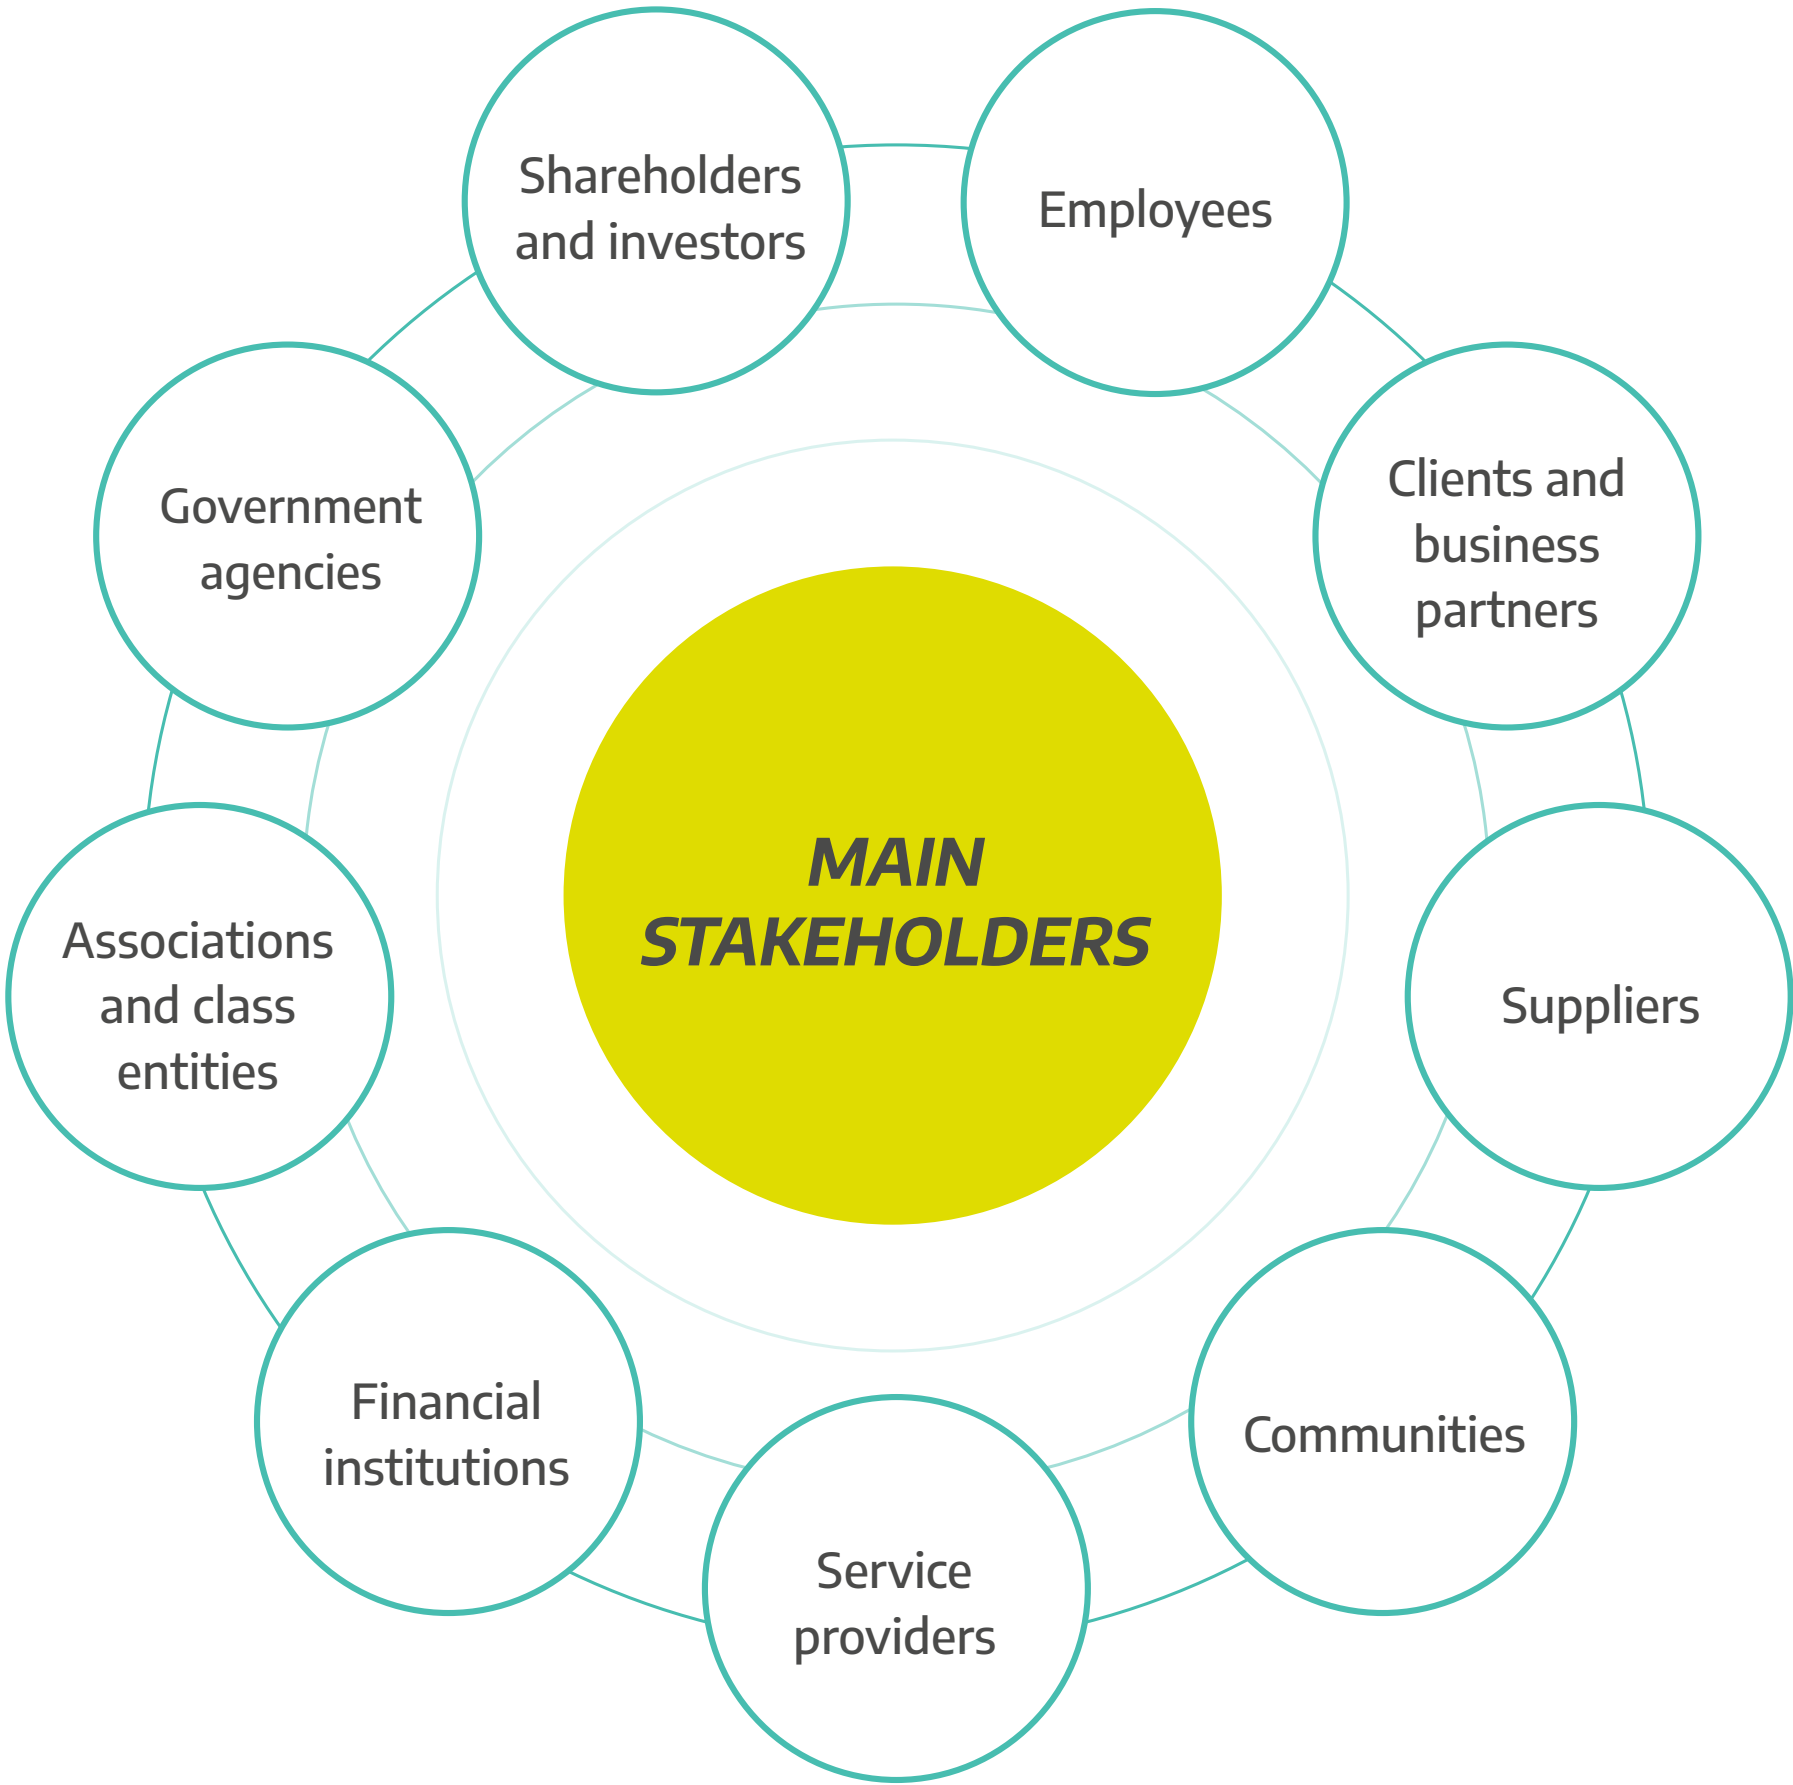 Shareholders
and investors
Employees
Clients and
business
partners
Suppliers
Communities
Service
providers
Financial
institutions
Associations
and class
entities
Government
agencies
MAIN
STAKEHOLDERS